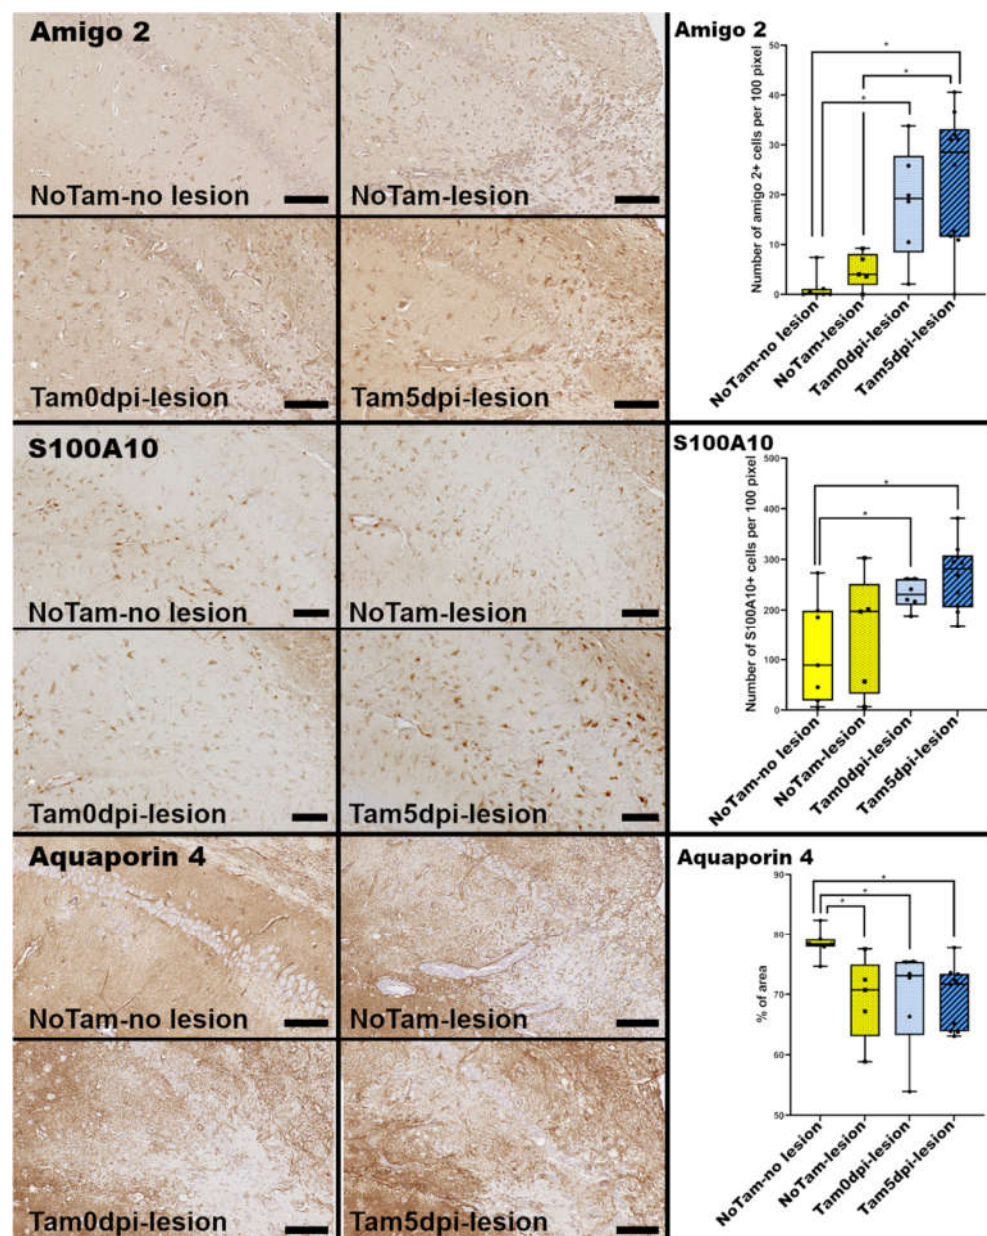 Amigo 2
NoTam-no lesion
NoTam-lesion
Tam0dpi-lesion
Tam5dpi-lesion
Amigo 2
Number of amigo 2+ cells per 100 pixel
50
40
30
20
10
0
*
*
*
NoTam-no lesion
NoTam-lesion
Tam0dpi-lesion
Tam5dpi-lesion
S100A10
NoTam-no lesion
NoTam-lesion
Tam0dpi-lesion
Tam5dpi-lesion
S100A10
Number of S100A10+ cells per 100 pixel
500
400
300
200
100
0
*
*
NoTam-no lesion
NoTam-lesion
Tam0dpi-lesion
Tam5dpi-lesion
Aquaporin 4
NoTam-no lesion
NoTam-lesion
Tam0dpi-lesion
Tam5dpi-lesion
Aquaporin 4
% of area
90
80
70
60
50
*
*
*
NoTam-no lesion
NoTam-lesion
Tam0dpi-lesion
Tam5dpi-lesion